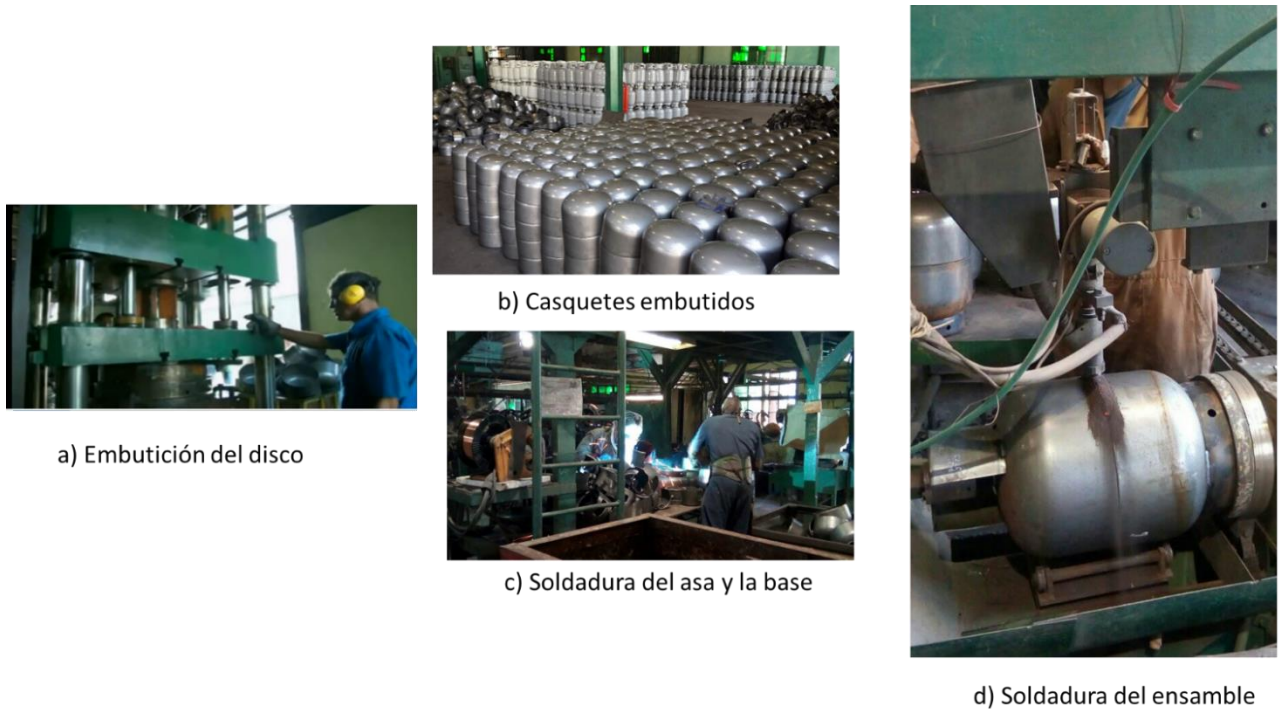 a) Embutición del disco
b) Casquetes embutidos
c) Soldadura del asa y la base
d) Soldadura del ensamble